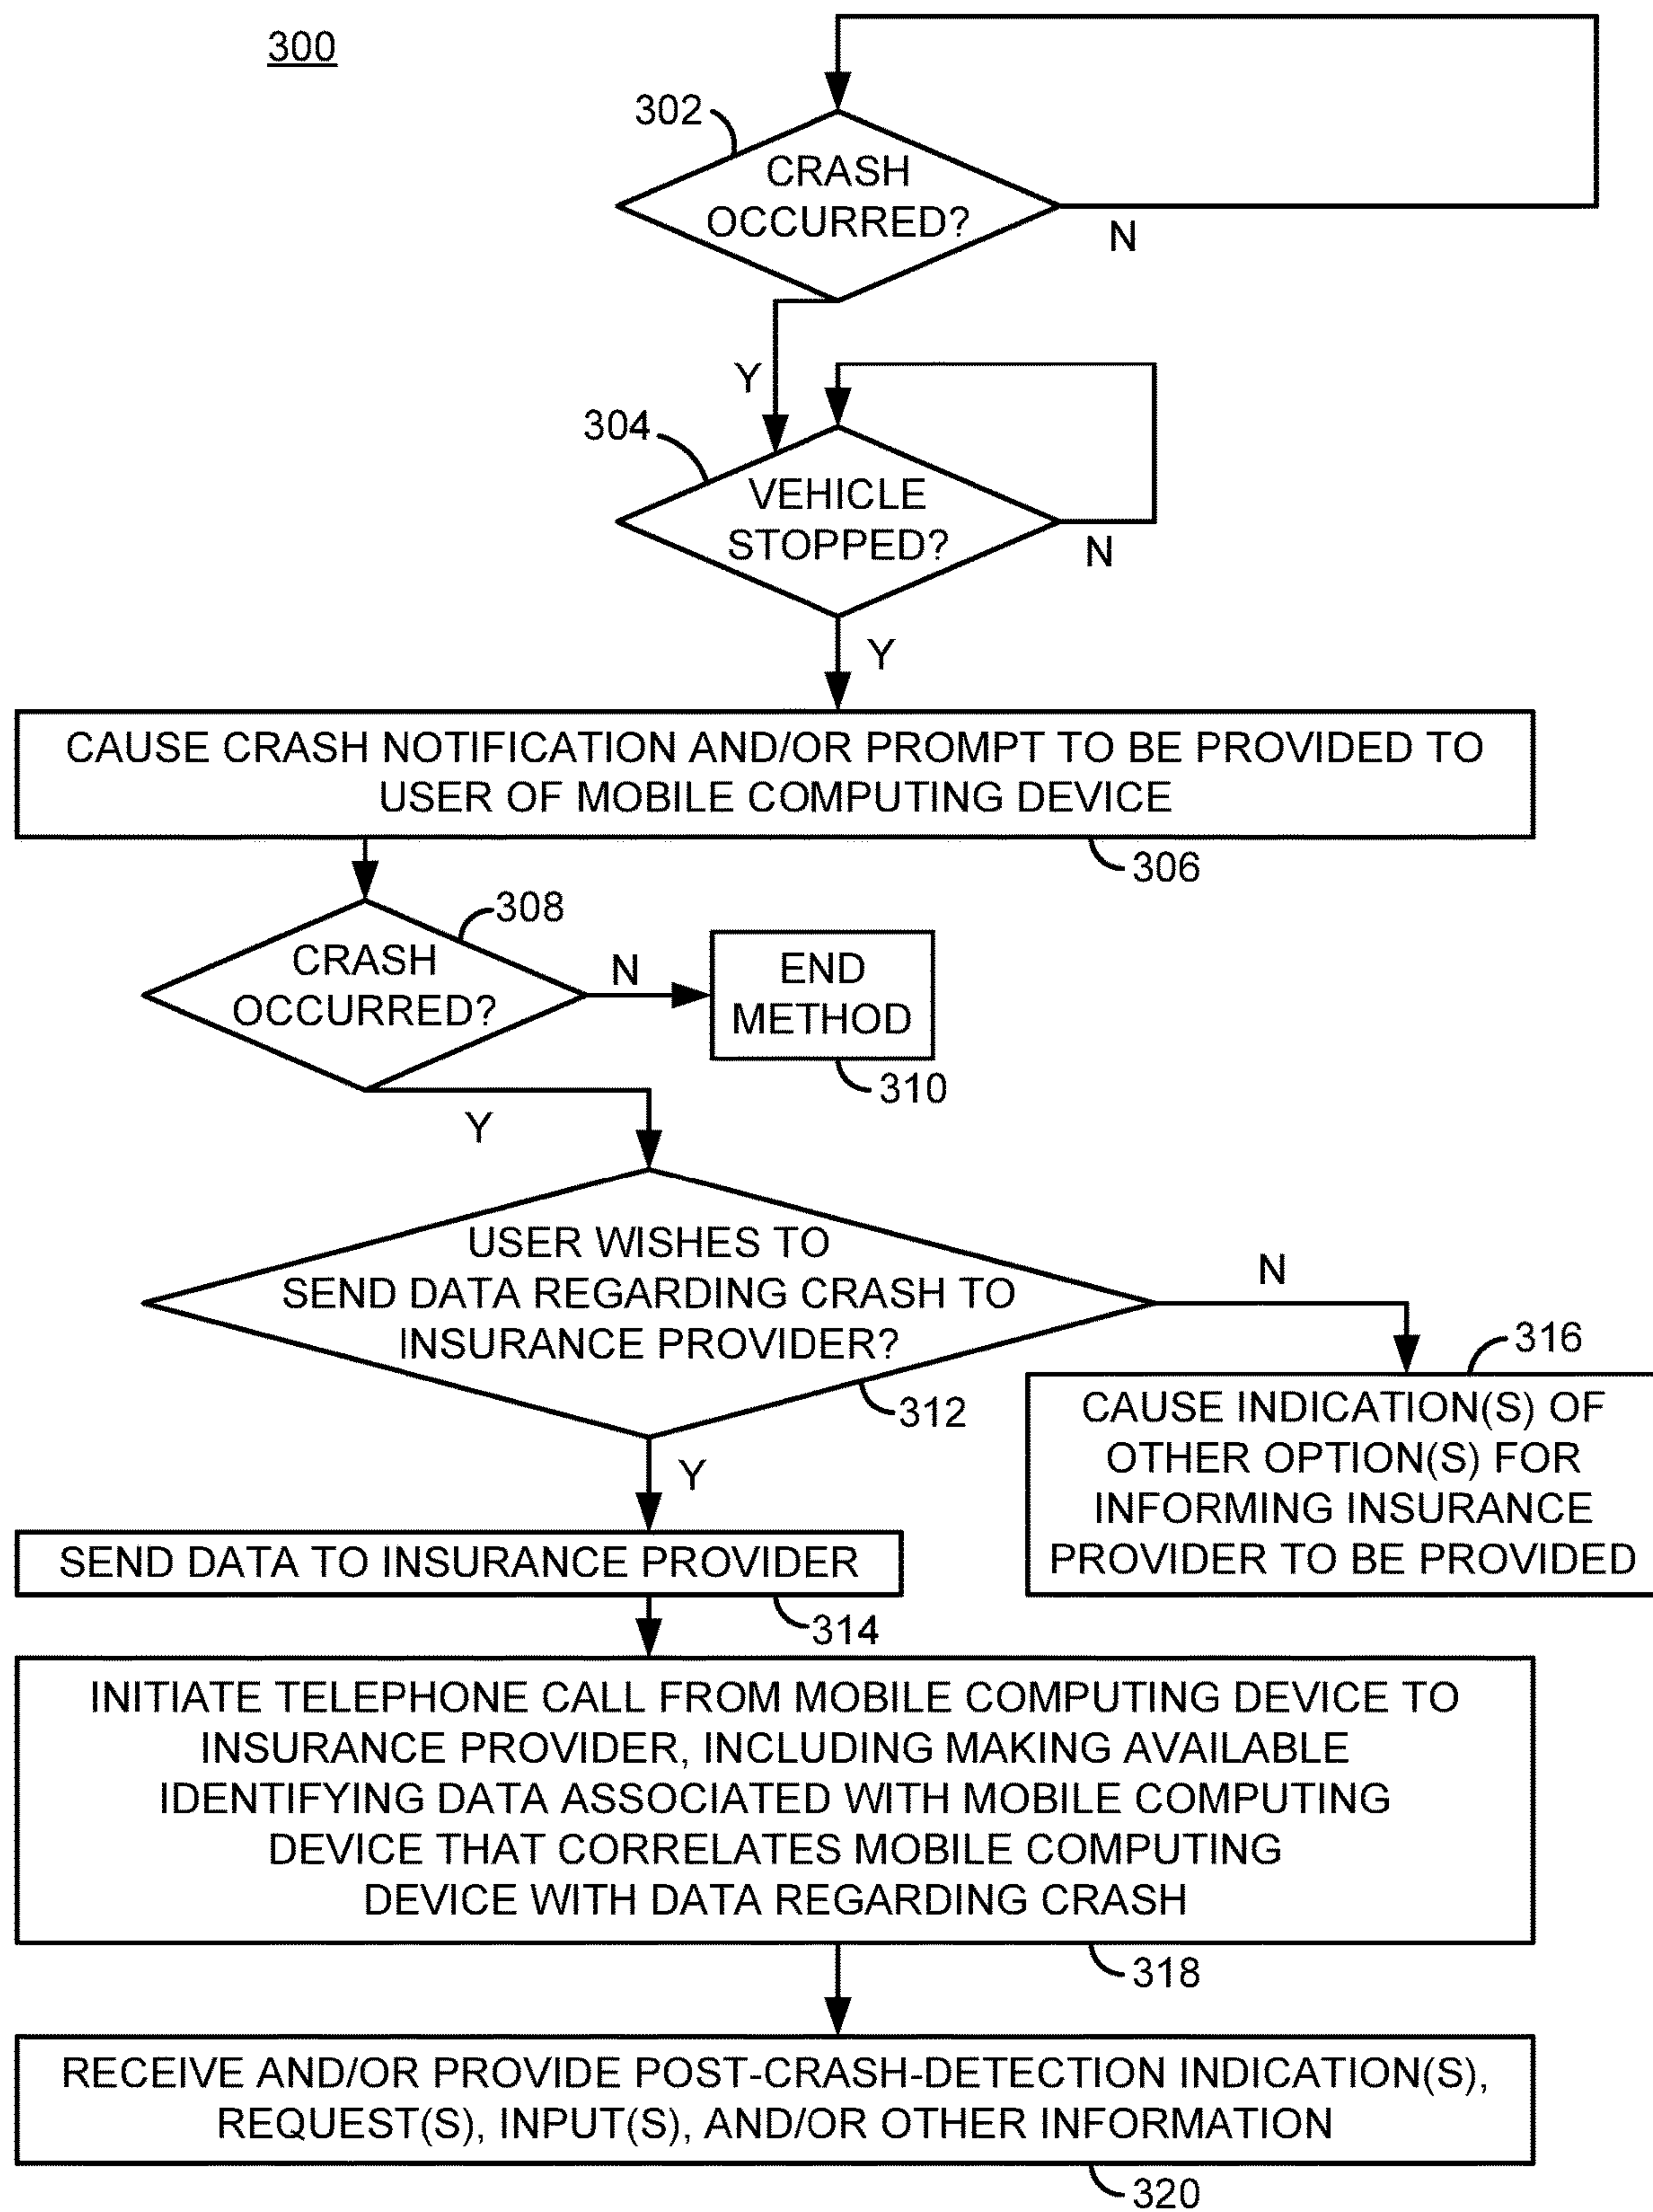 300
302
CRASH
OCCURRED?
N
Y
304
VEHICLE
STOPPED?
N
Y
CAUSE CRASH NOTIFICATION AND/OR PROMPT TO BE PROVIDED TO
USER OF MOBILE COMPUTING DEVICE
306
308
CRASH
OCCURRED?
N
END
METHOD
310
Y
USER WISHES TO
SEND DATA REGARDING CRASH TO
INSURANCE PROVIDER?
N
312
316
CAUSE INDICATION(S) OF
OTHER OPTION(S) FOR
INFORMING INSURANCE
PROVIDER TO BE PROVIDED
Y
SEND DATA TO INSURANCE PROVIDER
314
INITIATE TELEPHONE CALL FROM MOBILE COMPUTING DEVICE TO
INSURANCE PROVIDER, INCLUDING MAKING AVAILABLE
IDENTIFYING DATA ASSOCIATED WITH MOBILE COMPUTING
DEVICE THAT CORRELATES MOBILE COMPUTING
DEVICE WITH DATA REGARDING CRASH
318
RECEIVE AND/OR PROVIDE POST-CRASH-DETECTION INDICATION(S),
REQUEST(S), INPUT(S), AND/OR OTHER INFORMATION
320